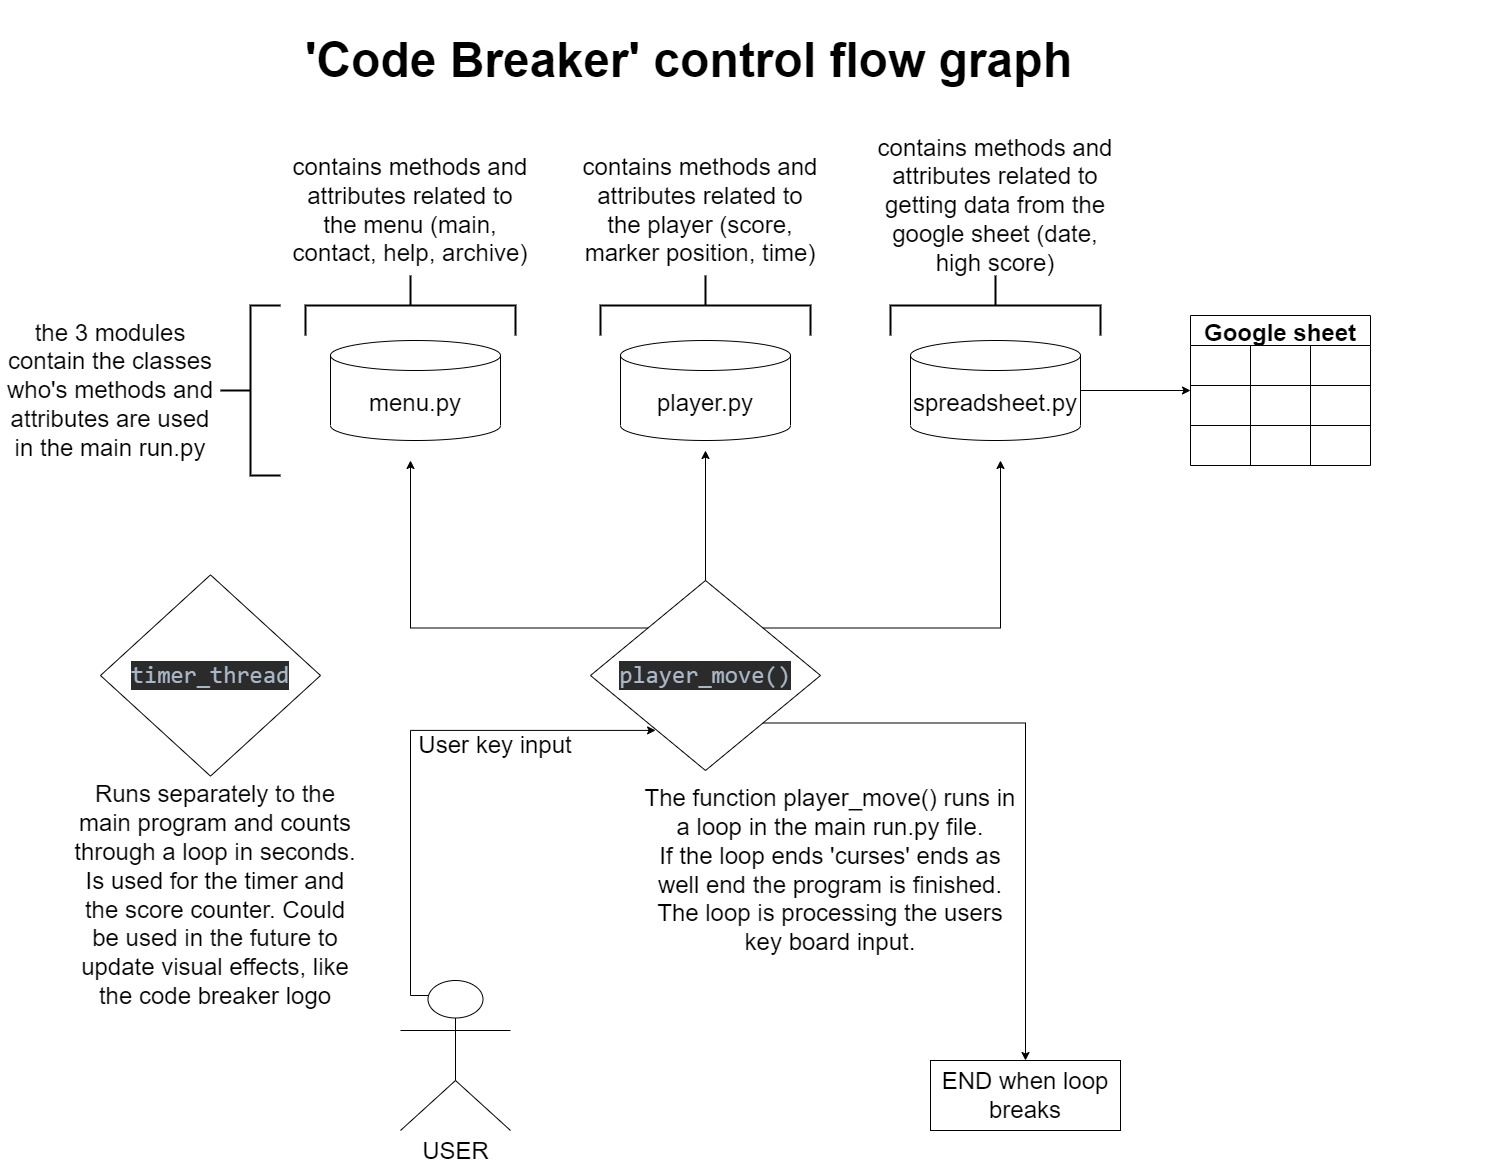 'Code Breaker' control flow graph
contains methods and
attributes related to
the menu (main,
contact, help, archive)
contains methods and
attributes related to
the player (score,
marker position, time)
contains methods and
attributes related to
getting data from the
google sheet (date,
high score)
the 3 modules
contain the classes
who's methods and
attributes are used
in the main run.py
menu.py
player.py
spreadsheet.py
Google sheet
timer_thread
player_move()
User key input
Runs separately to the
main program and counts
through a loop in seconds.
Is used for the timer and
the score counter. Could
be used in the future to
update visual effects, like
the code breaker logo
The function player_move() runs in
a loop in the main run.py file.
If the loop ends 'curses' ends as
well end the program is finished.
The loop is processing the users
key board input.
USER
END when loop
breaks